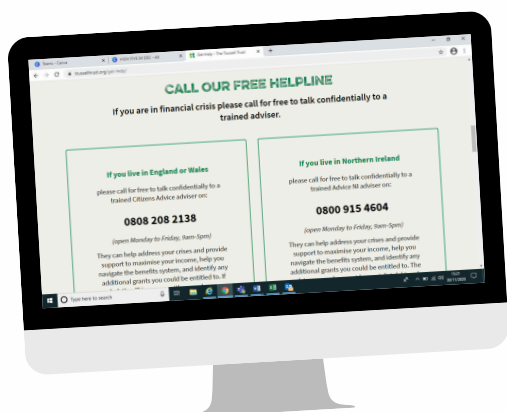 trusselltrust.org/get-help/
CALL OUR FREE HELPLINE
If you are in financial crisis please call for free to talk confidentially to a
trained adviser.
If you live in England or Wales
please call for free to talk confidentially to a
trained Citizens Advice adviser on:
0808 208 2138
(open Monday to Friday, 9am-5pm)
They can help address your crises and provide
support to maximise your income, help you
navigate the benefits system, and identify any
additional grants you could be entitled to. If
If you live in Northern Ireland
please call for free to talk confidentially to a
trained Advice NI adviser on:
0800 915 4604
(open Monday to Friday, 9am-5pm)
They can help address your crises and provide
support to maximise your income, help you
navigate the benefits system, and identify any
additional grants you could be entitled to. The
Type here to search